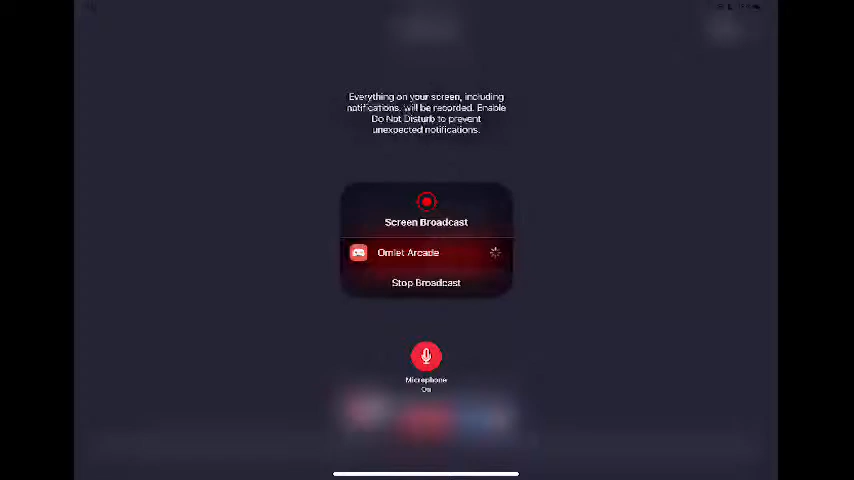 Everything on your screen, including
notifications, will be recorded. Enable
Do Not Disturb to prevent
unexpected notifications.
Screen Broadcast
Omlet Arcade
Stop Broadcast
Microphone
On